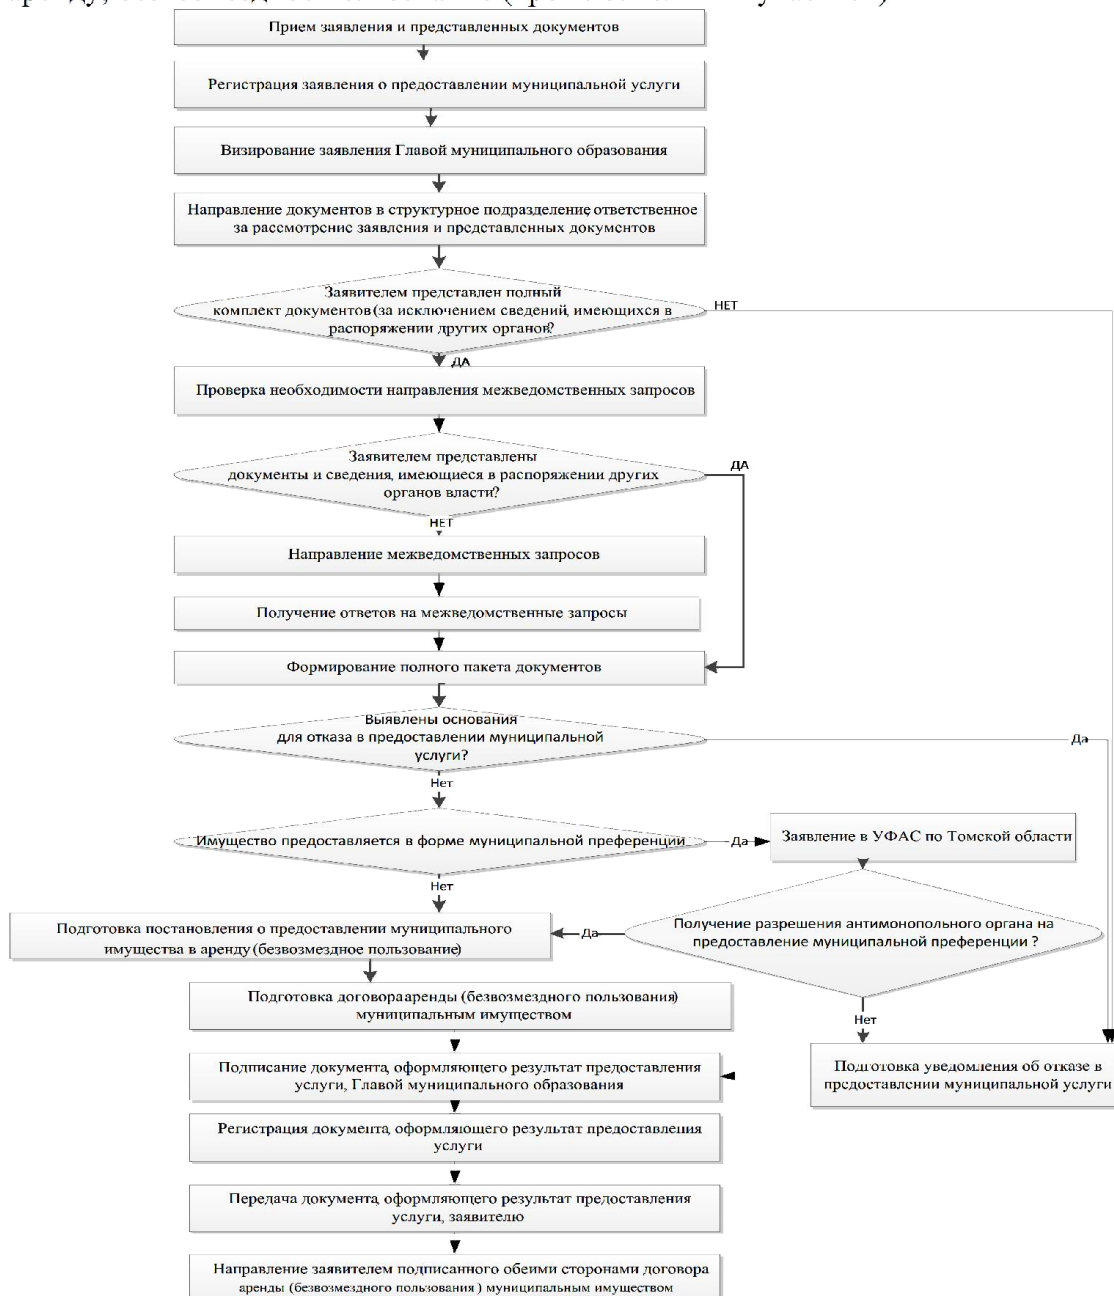 Прием заявления и представленных документов
Регистрация заявления о предоставлении муниципальной услуги
Визирование заявления Главой муниципального образования
Направление документов в структурное подразделение, ответственное
за рассмотрение заявления и представленных документов
Заявителем представлен полный
комплект документов (за исключением сведений, имеющихся в
распоряжении других органов?
НЕТ
ДА
Проверка необходимости направления межведомственных запросов
Заявителем представлены
документы и сведения, имеющиеся в распоряжении других
органов власти?
ДА
НЕТ
Направление межведомственных запросов
Получение ответов на межведомственные запросы
Формирование полного пакета документов
Выявлены основания
для отказа в предоставлении муниципальной
услуги?
Да
Нет
Имущество предоставляется в форме муниципальной преференции
Да
Заявление в УФАС по Томской области
Нет
Получение разрешения антимонопольного органа на
предоставление муниципальной преференции ?
Да
Подготовка постановления о предоставлении муниципального
имущества в аренду (безвозмездное пользование)
Подготовка договора аренды (безвозмездного пользования)
муниципальным имуществом
Нет
Подготовка уведомления об отказе в
предоставлении муниципальной услуги
Подписание документа, оформляющего результат предоставления
услуги, Главой муниципального образования
Регистрация документа, оформляющего результат предоставления
услуги
Передача документа, оформляющего результат предоставления
услуги, заявителю
Направление заявителем подписанного обеими сторонами договора
аренды (безвозмездного пользования ) муниципальным имуществом